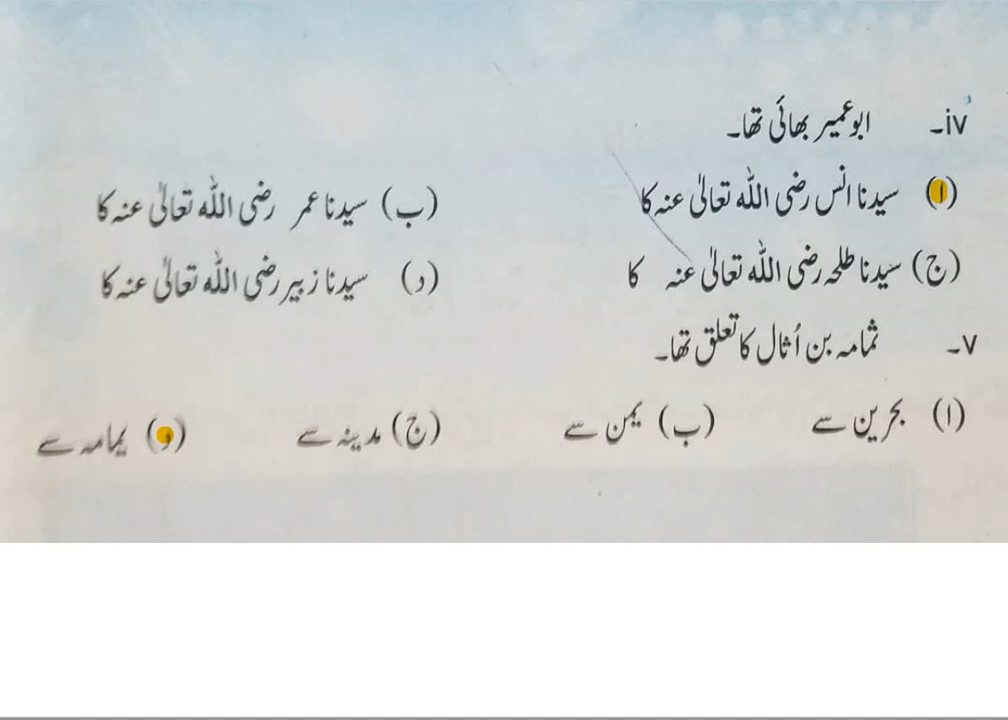 iv۔ ابوعمیر بھائی تھا۔
(ا) سیدنا انس رضی اللہ تعالیٰ عنہ کا (ب) سیدنا عمر رضی اللہ تعالیٰ عنہ کا
(ج) سیدنا طلحہ رضی اللہ تعالیٰ عنہ کا (د) سیدنا زبیر رضی اللہ تعالیٰ عنہ کا
v۔ ثمامہ بن اُثال کا تعلق تھا۔
(ا) بحرین سے (ب) یمن سے (ج) مدینہ سے (د) یمامہ سے